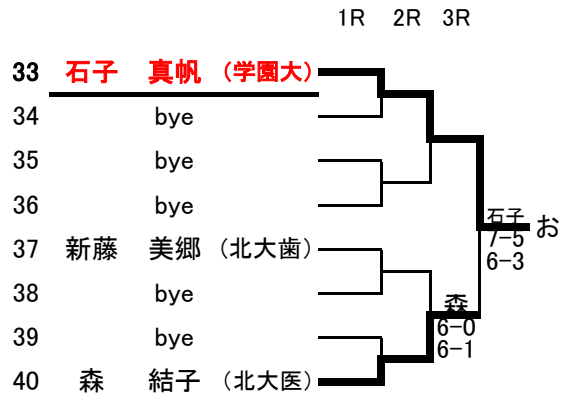 1R 2R 3R
33 石子 真帆 (学園大)
34 bye
35 bye
36 bye
石子
7-5
6-3
お
37 新藤 美郷 (北大歯)
38 bye
森
6-0
6-1
39 bye
40 森 結子 (北大医)